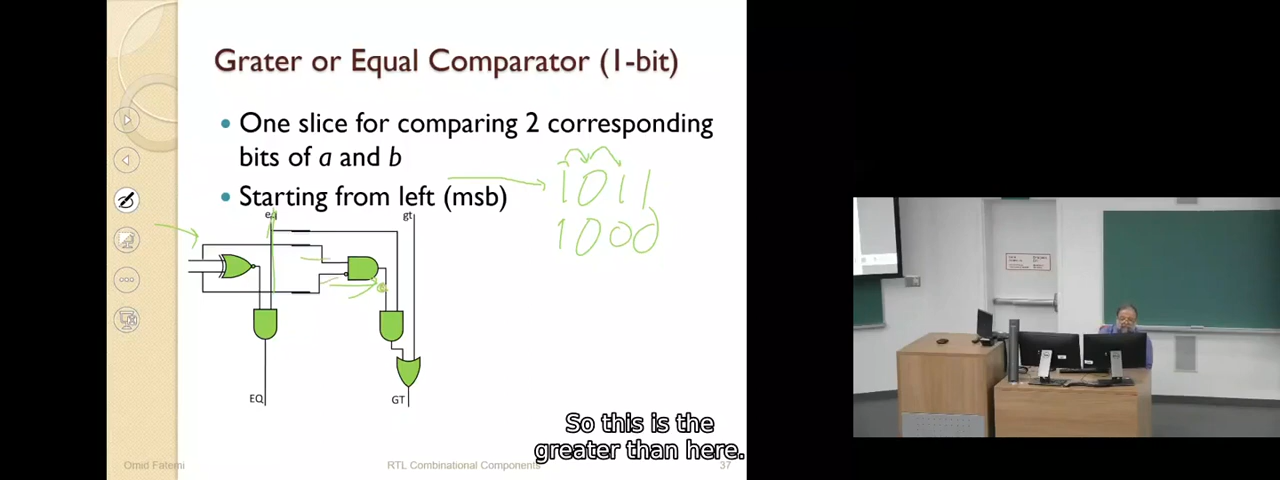 Grater or Equal Comparator (1-bit)
• One slice for comparing 2 corresponding
bits of a and b
• Starting from left (msb)
1011
1000
eq
gt
EQ
GT
So this is the
greater than here.
Omid Fatemi
RTL Combinational Components
37